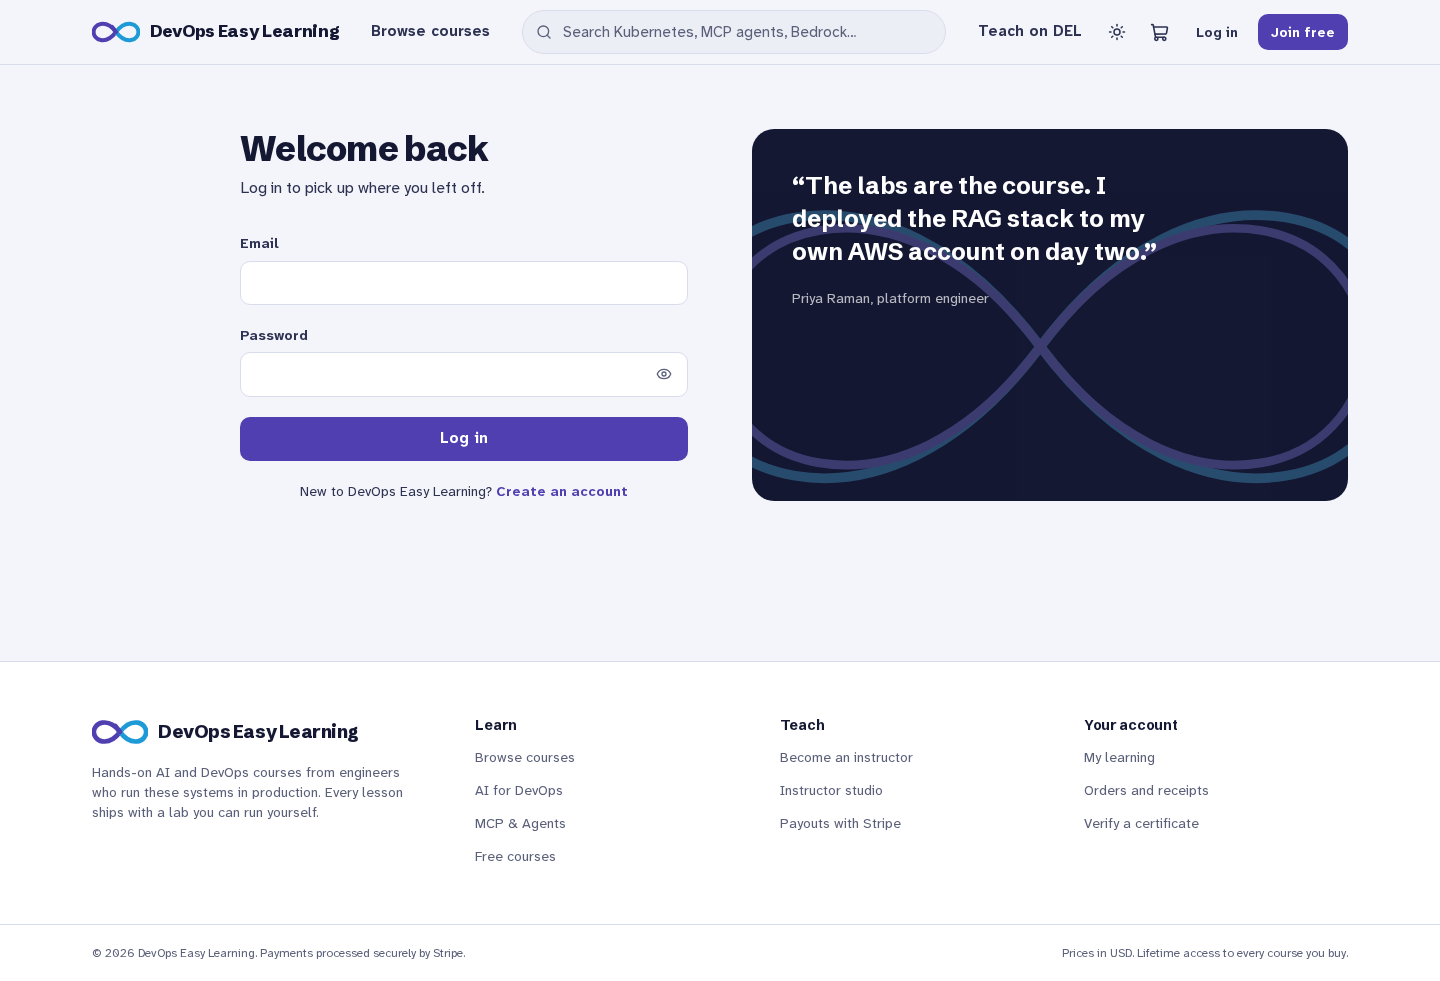 DevOps Easy Learning
Browse courses
Search Kubernetes, MCP agents, Bedrock...
Teach on DEL
Log in
Join free
Welcome back
Log in to pick up where you left off.
Email
Password
Log in
New to DevOps Easy Learning? Create an account
“The labs are the course. I
deployed the RAG stack to my
own AWS account on day two.”
Priya Raman, platform engineer
DevOps Easy Learning
Hands-on AI and DevOps courses from engineers
who run these systems in production. Every lesson
ships with a lab you can run yourself.
Learn
Browse courses
AI for DevOps
MCP & Agents
Free courses
Teach
Become an instructor
Instructor studio
Payouts with Stripe
Your account
My learning
Orders and receipts
Verify a certificate
© 2026 DevOps Easy Learning. Payments processed securely by Stripe.
Prices in USD. Lifetime access to every course you buy.